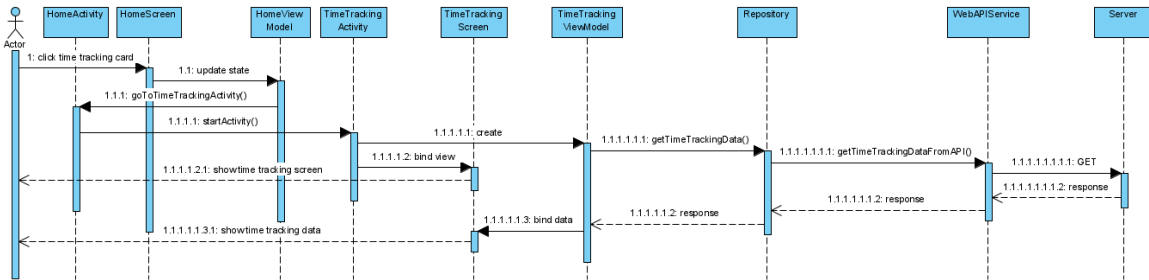 HomeActivity
HomeScreen
HomeView
Model
TimeTracking
Activity
TimeTracking
Screen
TimeTracking
ViewModel
Repository
WebAPIService
Server
Actor
1: click time tracking card
1.1: update state
1.1.1: goToTimeTrackingActivity()
1.1.1.1: startActivity()
1.1.1.1.1: create
1.1.1.1.1.1: getTimeTrackingData()
1.1.1.1.1.1.1: getTimeTrackingDataFromAPI()
1.1.1.1.2: bind view
1.1.1.1.1.1.1.1: GET
1.1.1.1.2.1: showtime tracking screen
1.1.1.1.1.1.1.2: response
1.1.1.1.1.1.2: response
1.1.1.1.1.2: response
1.1.1.1.1.3: bind data
1.1.1.1.1.3.1: showtime tracking data